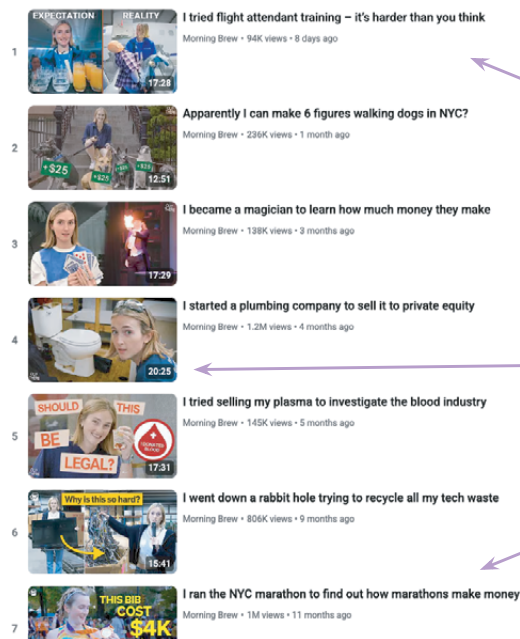 EXPECTATION REALITY
I tried flight attendant training – it's harder than you think
Morning Brew • 94K views • 8 days ago
1
17:28
Apparently I can make 6 figures walking dogs in NYC?
Morning Brew • 236K views • 1 month ago
2
+$25
+$25
+$25
+$25
12:51
I became a magician to learn how much money they make
Morning Brew • 138K views • 3 months ago
3
17:29
I started a plumbing company to sell it to private equity
Morning Brew • 1.2M views • 4 months ago
4
20:25
I tried selling my plasma to investigate the blood industry
SHOULD THIS
Morning Brew • 145K views • 5 months ago
5
BE
LEGAL?
17:31
I went down a rabbit hole trying to recycle all my tech waste
Why is this so hard?
Morning Brew • 806K views • 9 months ago
6
15:41
I ran the NYC marathon to find out how marathons make money
THIS BIB
COST
Morning Brew • 1M views • 11 months ago
7
$4K